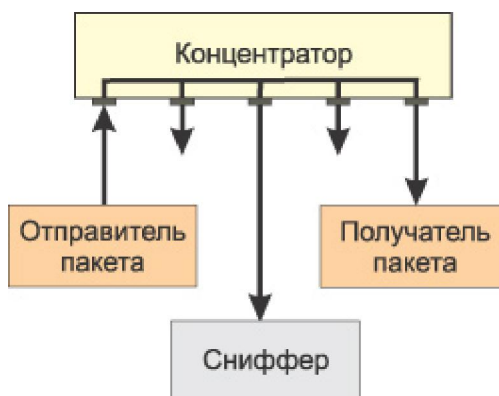 Концентратор
Отправитель
пакета
Получатель
пакета
Сниффер